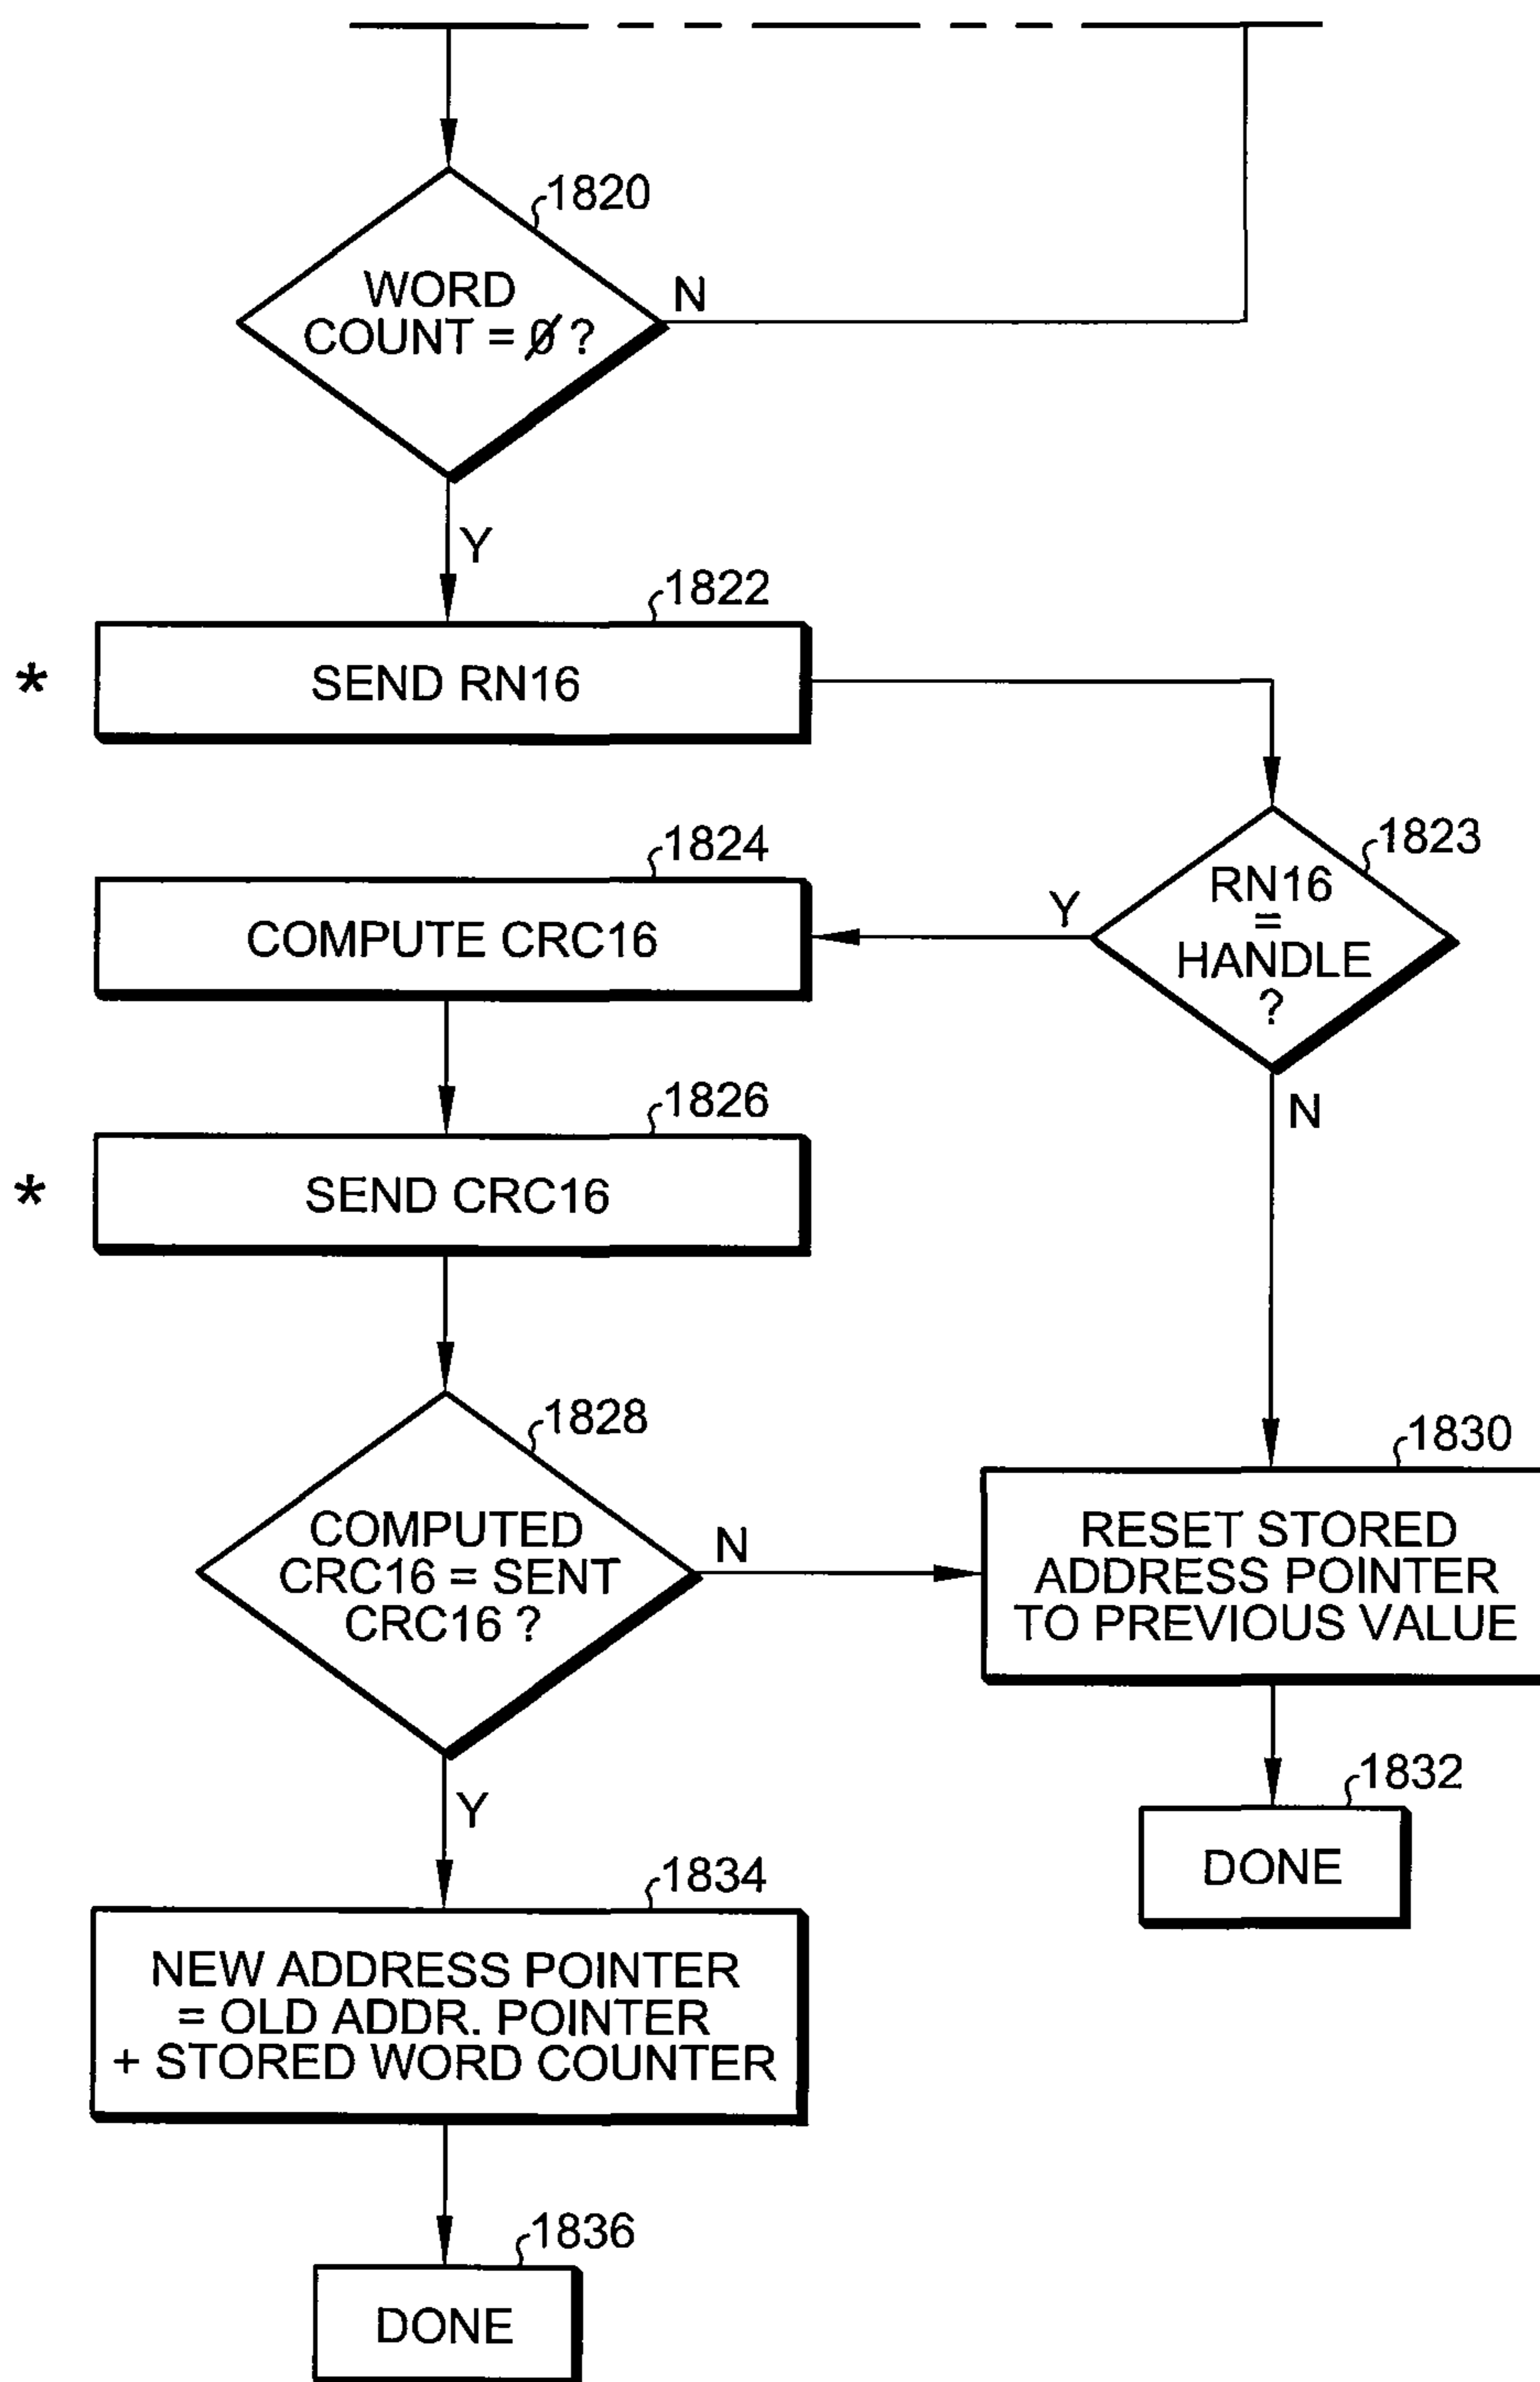 1820
WORD
COUNT = Ø ?
N
Y
1822
* SEND RN16
1823
RN16
=
HANDLE
?
Y
N
1824
COMPUTE CRC16
1826
* SEND CRC16
1828
COMPUTED
CRC16 = SENT
CRC16 ?
N
Y
1830
RESET STORED
ADDRESS POINTER
TO PREVIOUS VALUE
1832
DONE
1834
NEW ADDRESS POINTER
= OLD ADDR. POINTER
+ STORED WORD COUNTER
1836
DONE